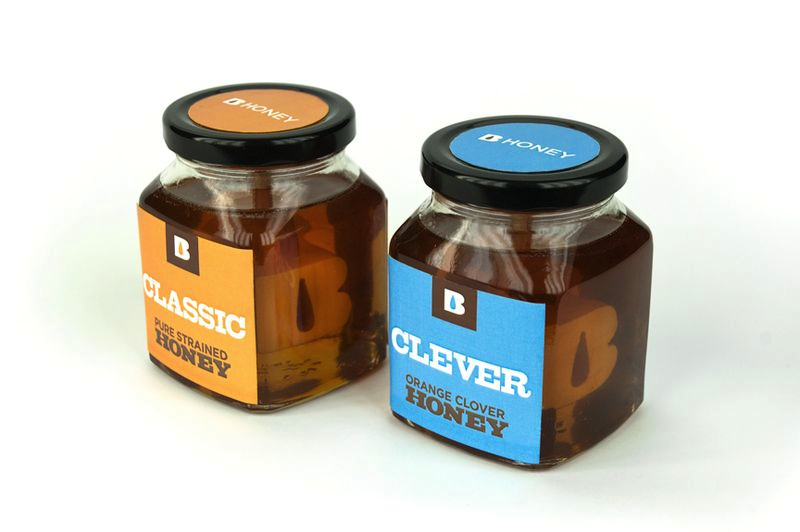 B HONEY
B
CLASSIC
PURE STRAINED
HONEY
B
B HONEY
B
CLEVER
ORANGE CLOVER
HONEY
B